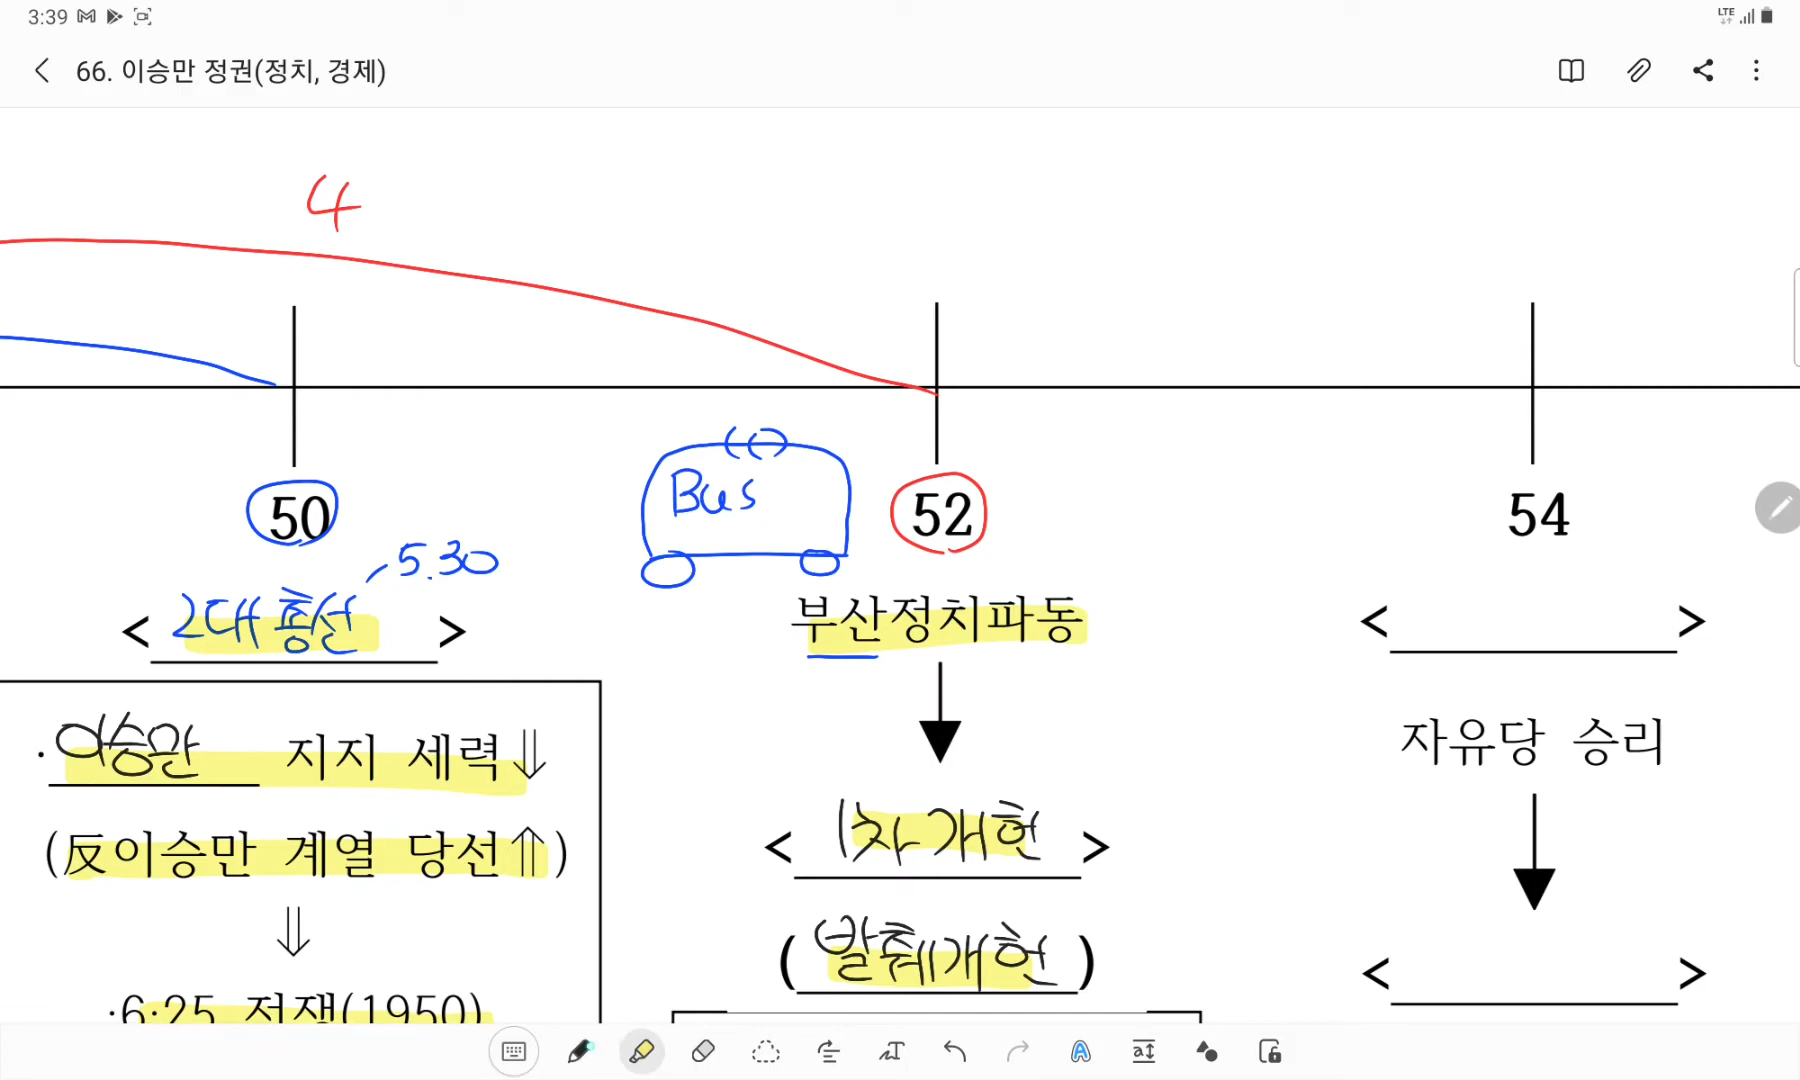 3:39
LTE
66. 이승만 정권(정치, 경제)
4
50
Bus
52
54
5.30
<2대 총선>
부산정치파동
< >
·이승만 지지 세력⇓
자유당 승리
(反이승만 계열 당선⇑)
<1차 개헌>
⇓
(발췌개헌)
< >
·6·25 전쟁(1950)